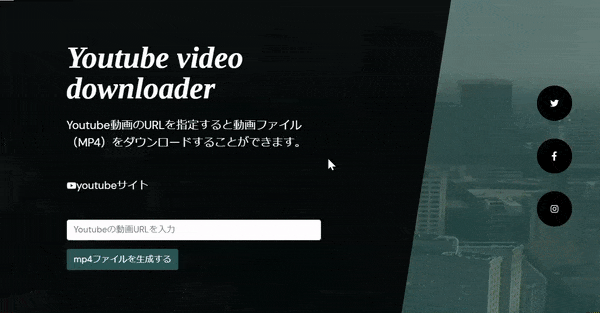 Youtube video
downloader
Youtube動画のURLを指定すると動画ファイル
（MP4）をダウンロードすることができます。
youtubeサイト
Youtubeの動画URLを入力
mp4ファイルを生成する